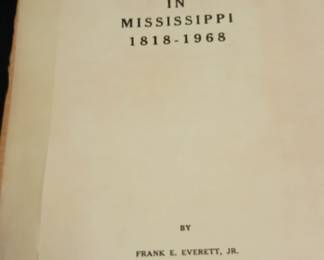 IN
MISSISSIPPI
1818-1968
BY
FRANK E. EVERETT, JR.